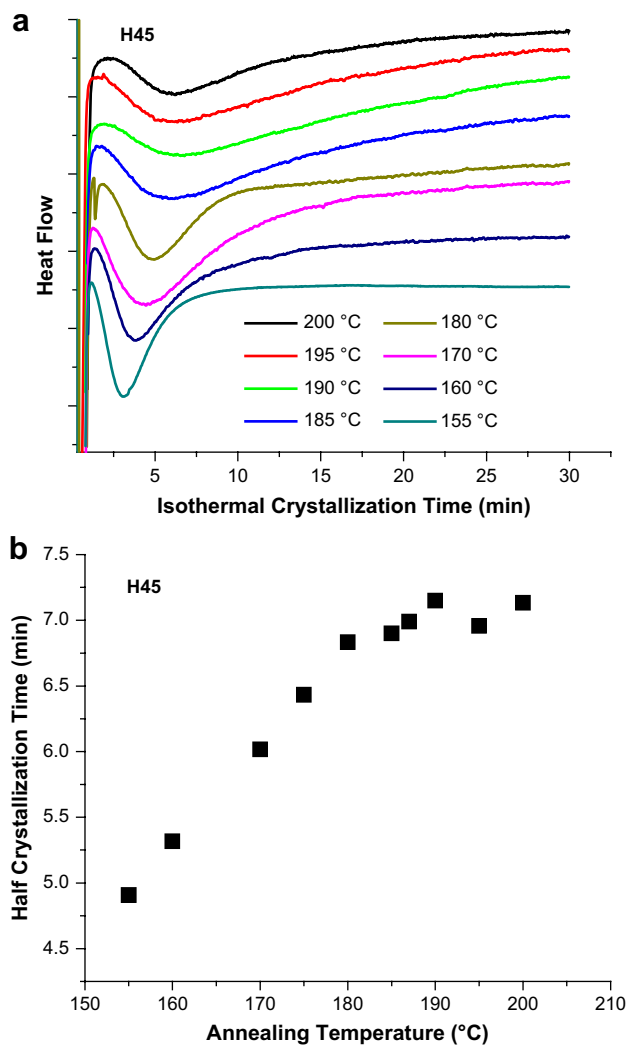 a
H45
Heat Flow
200 °C 180 °C
195 °C 170 °C
190 °C 160 °C
185 °C 155 °C
5 10 15 20 25 30
Isothermal Crystallization Time (min)
b
H45
Half Crystallization Time (min)
7.5
7.0
6.5
6.0
5.5
5.0
4.5
150 160 170 180 190 200 210
Annealing Temperature (°C)